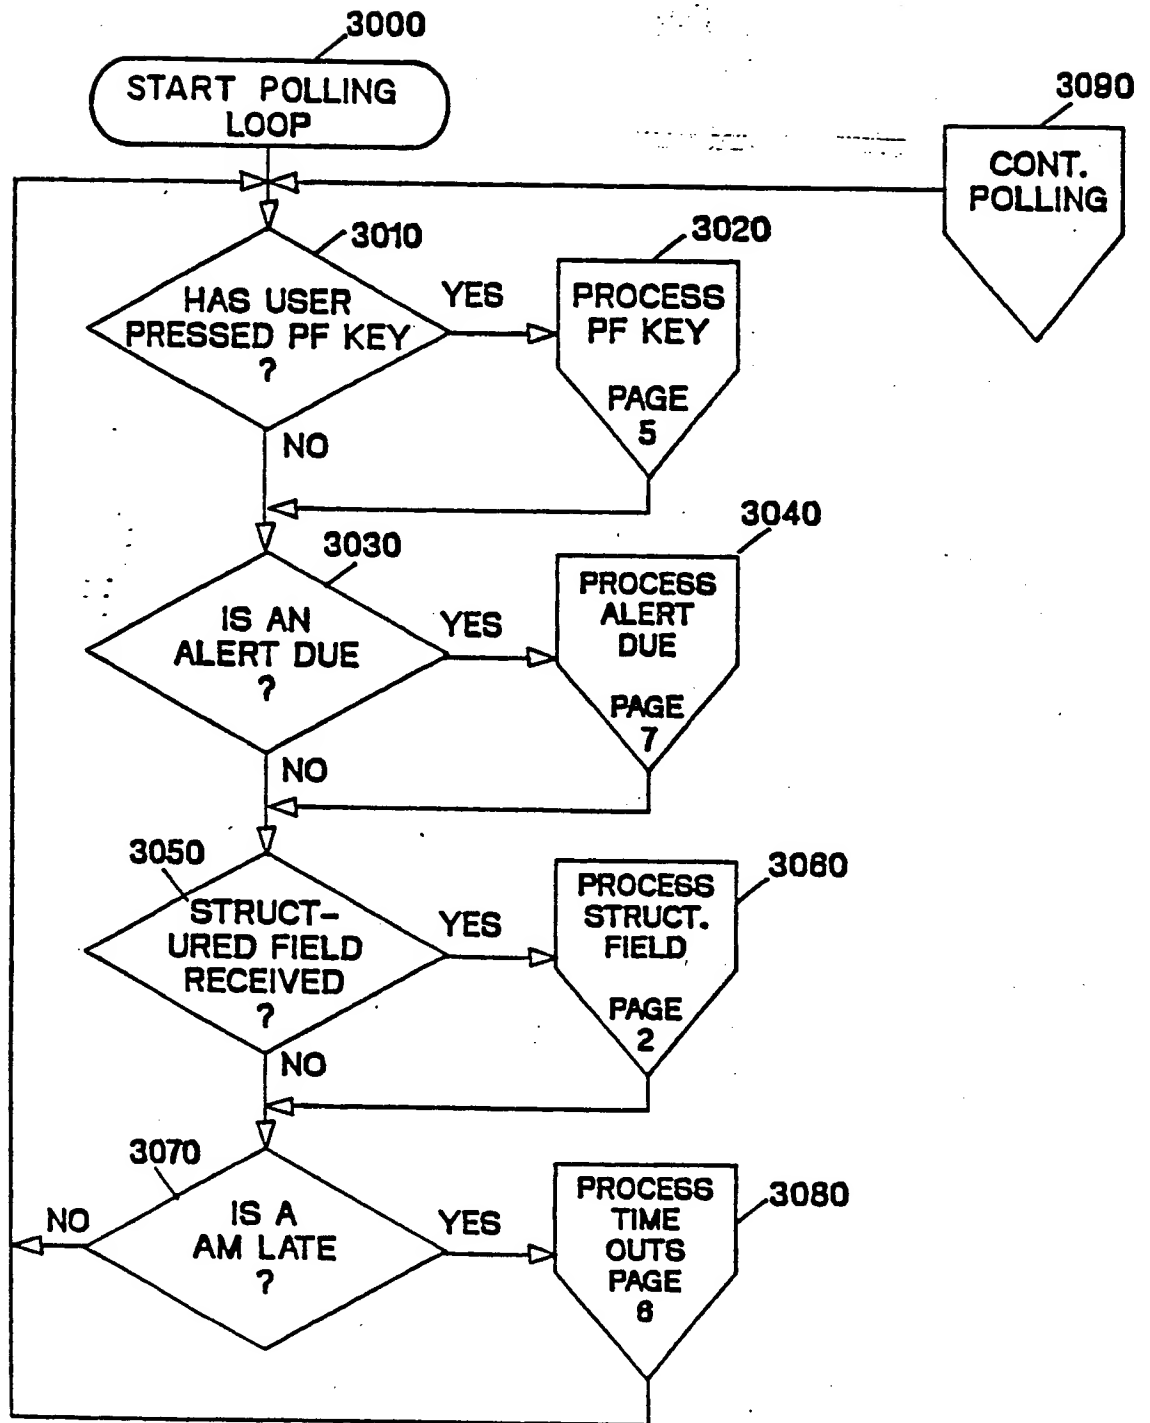 3000
START POLLING
LOOP
3090
CONT.
POLLING
3010
HAS USER
PRESSED PF KEY
?
YES
NO
3020
PROCESS
PF KEY
PAGE
5
3030
IS AN
ALERT DUE
?
YES
NO
3040
PROCESS
ALERT
DUE
PAGE
7
3050
STRUCT-
URED FIELD
RECEIVED
?
YES
NO
3060
PROCESS
STRUCT.
FIELD
PAGE
2
3070
IS A
AM LATE
?
NO
YES
3080
PROCESS
TIME
OUTS
PAGE
6